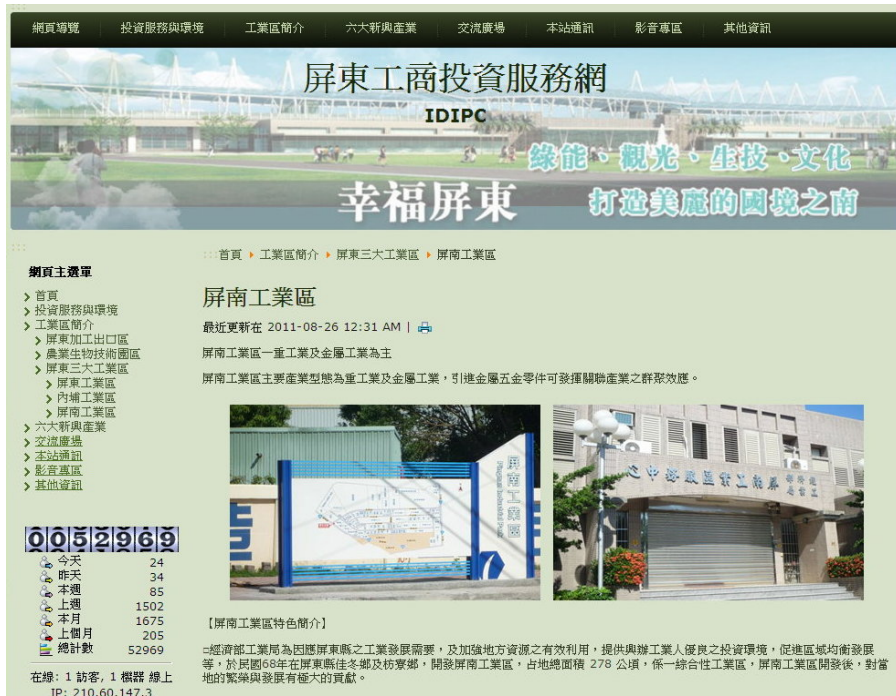 網頁導覽 投資服務與環境 工業區簡介 六大新興產業 交流廣場 本站通訊 影音專區 其他資訊
屏東工商投資服務網
IDIPC
綠能、觀光、生技、文化
幸福屏東 打造美麗的國境之南
首頁 工業區簡介 屏東三大工業區 屏南工業區
網頁主選單
首頁
投資服務與環境
工業區簡介
屏東加工出口區
農業生物技術園區
屏東三大工業區
屏東工業區
內埔工業區
屏南工業區
六大新興產業
交流廣場
本站通訊
影音專區
其他資訊
0052969
今天 24
昨天 34
本週 85
上週 1502
本月 1675
上個月 205
總計數 52969
在線: 1 訪客, 1 機器 線上
IP: 210.60.147.3
屏南工業區
最近更新在 2011-08-26 12:31 AM |
屏南工業區一重工業及金屬工業為主
屏南工業區主要產業型態為重工業及金屬工業，引進金屬五金零件可發揮關聯產業之群聚效應。
屏南工業區
Pingnan Industrial Park
經濟部工業局
屏南工業區服務中心
【屏南工業區特色簡介】
□經濟部工業局為因應屏東縣之工業發展需要，及加強地方資源之有效利用，提供興辦工業人優良之投資環境，促進區域均衡發展
等，於民國68年在屏東縣佳冬鄉及枋寮鄉，開發屏南工業區，占地總面積 278 公頃，係一綜合性工業區，屏南工業區開發後，對當
地的繁榮與發展有極大的貢獻。